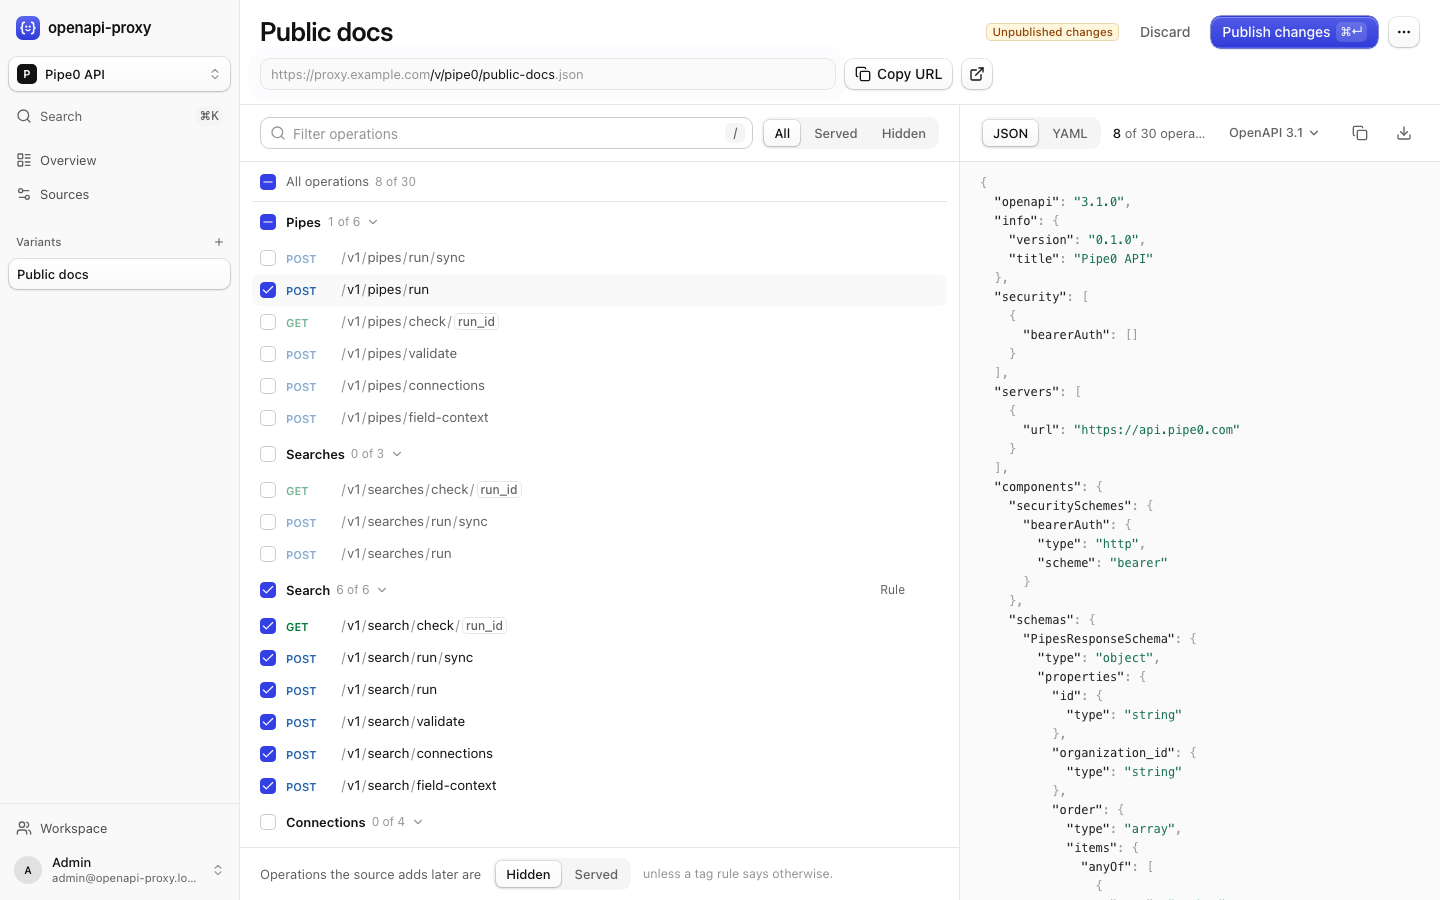 openapi-proxy
P Pipe0 API
Search ⌘K
Overview
Sources
Variants +
Public docs
Workspace
A Admin
admin@openapi-proxy.lo...
Public docs
Unpublished changes
Discard
Publish changes ⌘↵
https://proxy.example.com/v/pipe0/public-docs.json
Copy URL
Filter operations /
All Served Hidden
All operations 8 of 30
Pipes 1 of 6
POST /v1/pipes/run/sync
POST /v1/pipes/run
GET /v1/pipes/check/run_id
POST /v1/pipes/validate
POST /v1/pipes/connections
POST /v1/pipes/field-context
Searches 0 of 3
GET /v1/searches/check/run_id
POST /v1/searches/run/sync
POST /v1/searches/run
Search 6 of 6 Rule
GET /v1/search/check/run_id
POST /v1/search/run/sync
POST /v1/search/run
POST /v1/search/validate
POST /v1/search/connections
POST /v1/search/field-context
Connections 0 of 4
Operations the source adds later are Hidden Served unless a tag rule says otherwise.
JSON YAML 8 of 30 opera... OpenAPI 3.1
{
"openapi": "3.1.0",
"info": {
"version": "0.1.0",
"title": "Pipe0 API"
},
"security": [
{
"bearerAuth": []
}
],
"servers": [
{
"url": "https://api.pipe0.com"
}
],
"components": {
"securitySchemes": {
"bearerAuth": {
"type": "http",
"scheme": "bearer"
}
},
"schemas": {
"PipesResponseSchema": {
"type": "object",
"properties": {
"id": {
"type": "string"
},
"organization_id": {
"type": "string"
},
"order": {
"type": "array",
"items": {
"anyOf": [
{